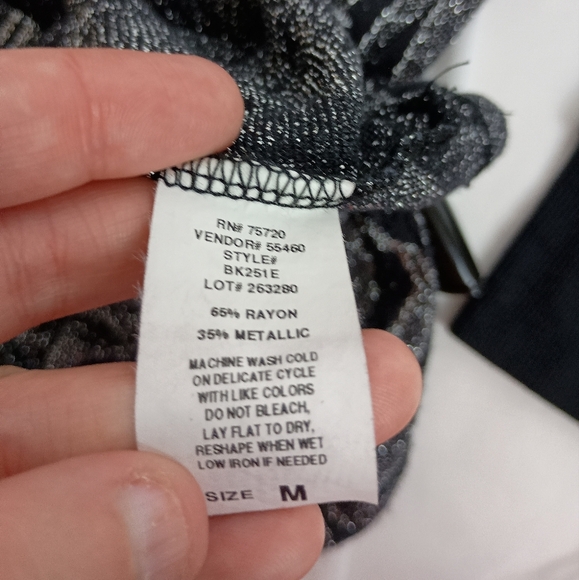 RN# 75720
VENDOR# 55460
STYLE#
BK251E
LOT# 263280
65% RAYON
35% METALLIC
MACHINE WASH COLD
ON DELICATE CYCLE
WITH LIKE COLORS
DO NOT BLEACH,
LAY FLAT TO DRY,
RESHAPE WHEN WET
LOW IRON IF NEEDED
SIZE M